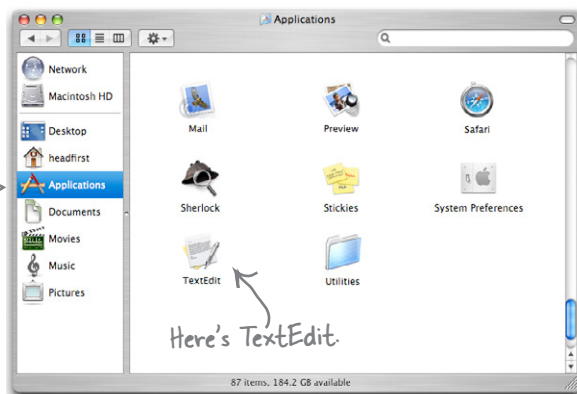 Applications
Network
Macintosh HD
Desktop
headfirst
Applications
Documents
Movies
Music
Pictures
Mail
Preview
Safari
Sherlock
Stickies
System Preferences
TextEdit
Utilities
Here's TextEdit.
87 items, 184.2 GB available